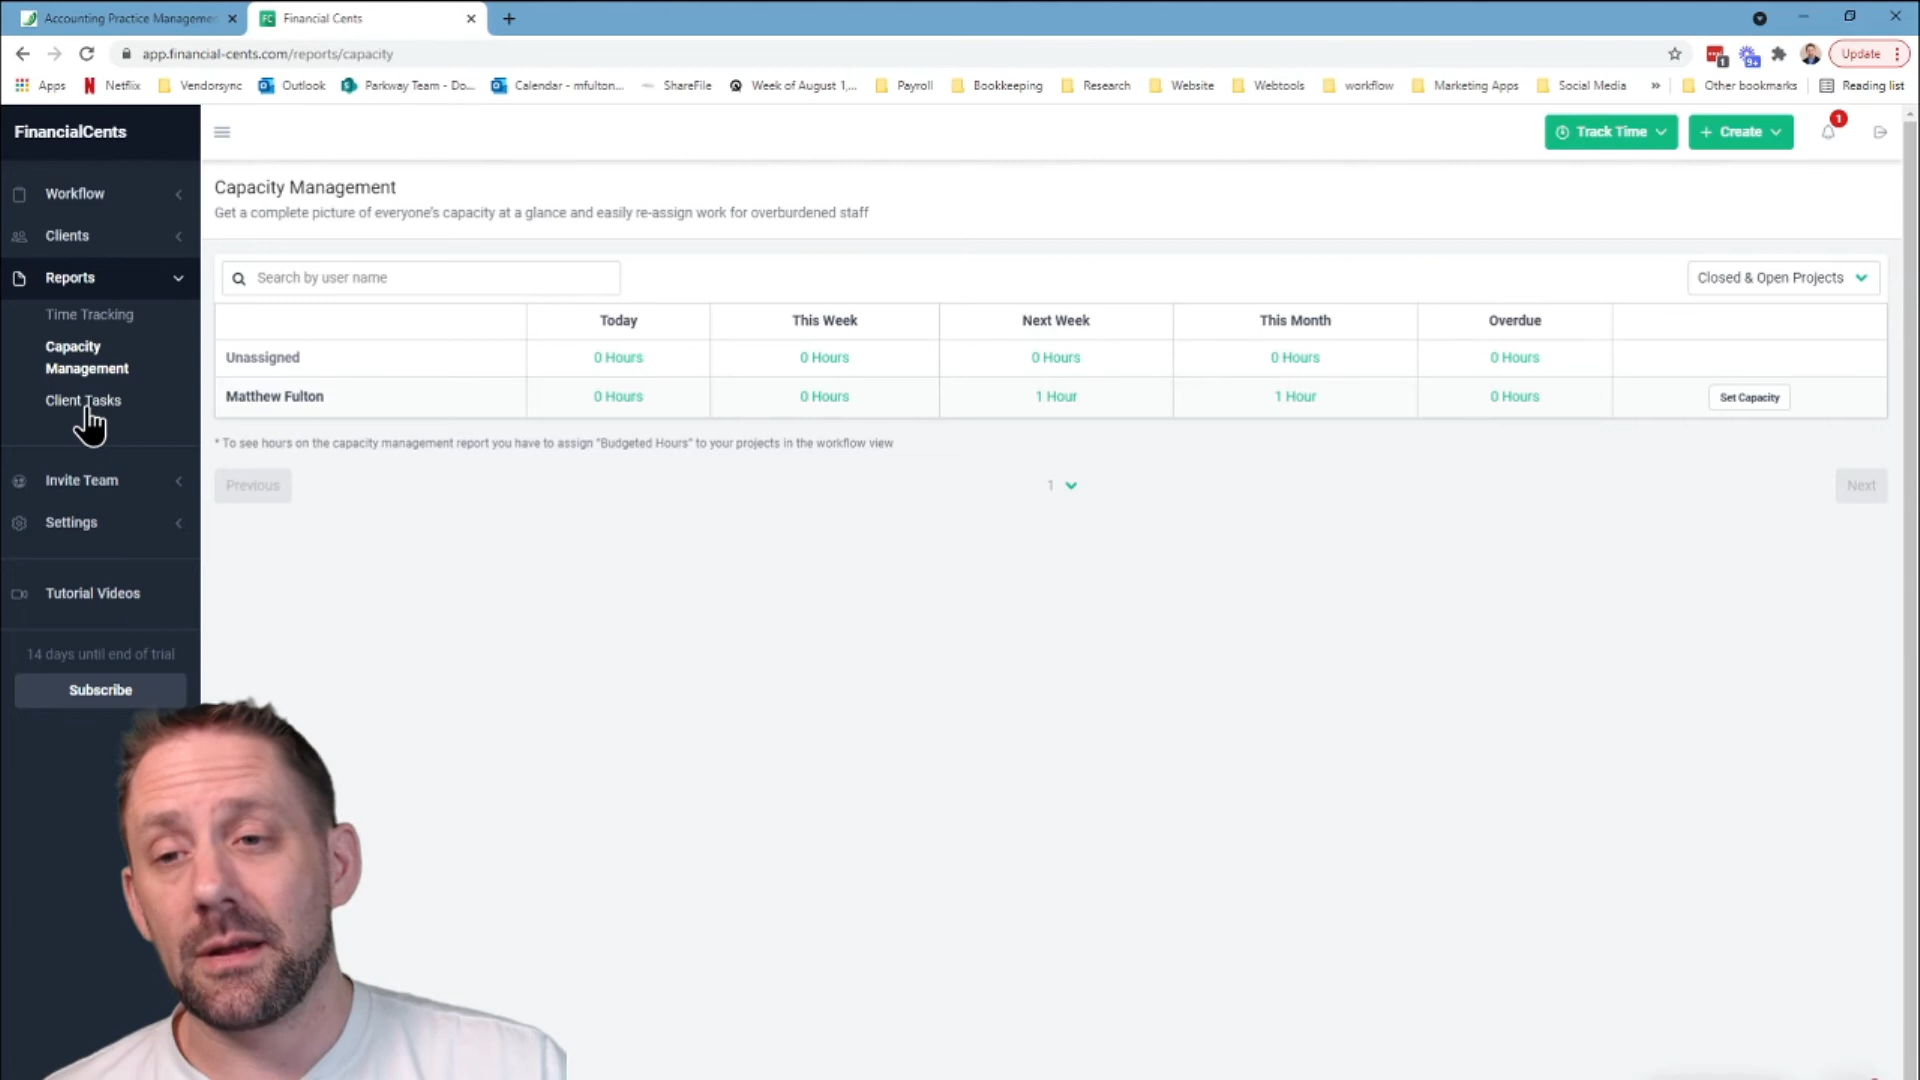 Accounting Practice Managemer
FC Financial Cents
app.financial-cents.com/reports/capacity
Update
Apps
Netflix
Vendorsync
Outlook
Parkway Team - Do...
Calendar - mfulton...
ShareFile
Week of August 1,...
Payroll
Bookkeeping
Research
Website
Webtools
workflow
Marketing Apps
Social Media
»
Other bookmarks
Reading list
FinancialCents
Track Time
+ Create
1
Workflow
Clients
Reports
Time Tracking
Capacity
Management
Client Tasks
Invite Team
Settings
Tutorial Videos
14 days until end of trial
Subscribe
Capacity Management
Get a complete picture of everyone's capacity at a glance and easily re-assign work for overburdened staff
Search by user name
Closed & Open Projects
Today This Week Next Week This Month Overdue
Unassigned 0 Hours 0 Hours 0 Hours 0 Hours 0 Hours
Matthew Fulton 0 Hours 0 Hours 1 Hour 1 Hour 0 Hours Set Capacity
* To see hours on the capacity management report you have to assign "Budgeted Hours" to your projects in the workflow view
Previous
1
Next